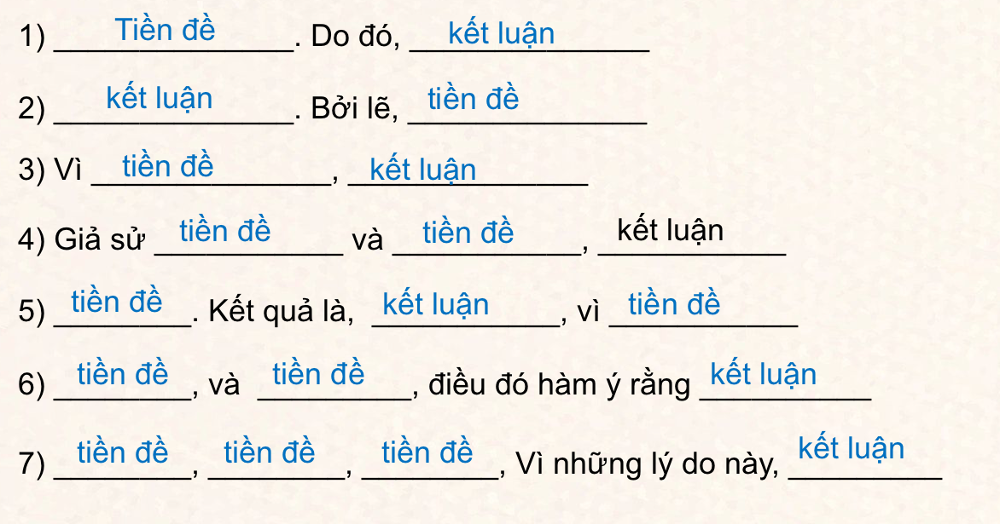 1) Tiền đề. Do đó, kết luận
2) kết luận. Bởi lẽ, tiền đề
3) Vì tiền đề, kết luận
4) Giả sử tiền đề và tiền đề, kết luận
5) tiền đề. Kết quả là, kết luận, vì tiền đề
6) tiền đề, và tiền đề, điều đó hàm ý rằng kết luận
7) tiền đề, tiền đề, tiền đề, Vì những lý do này, kết luận